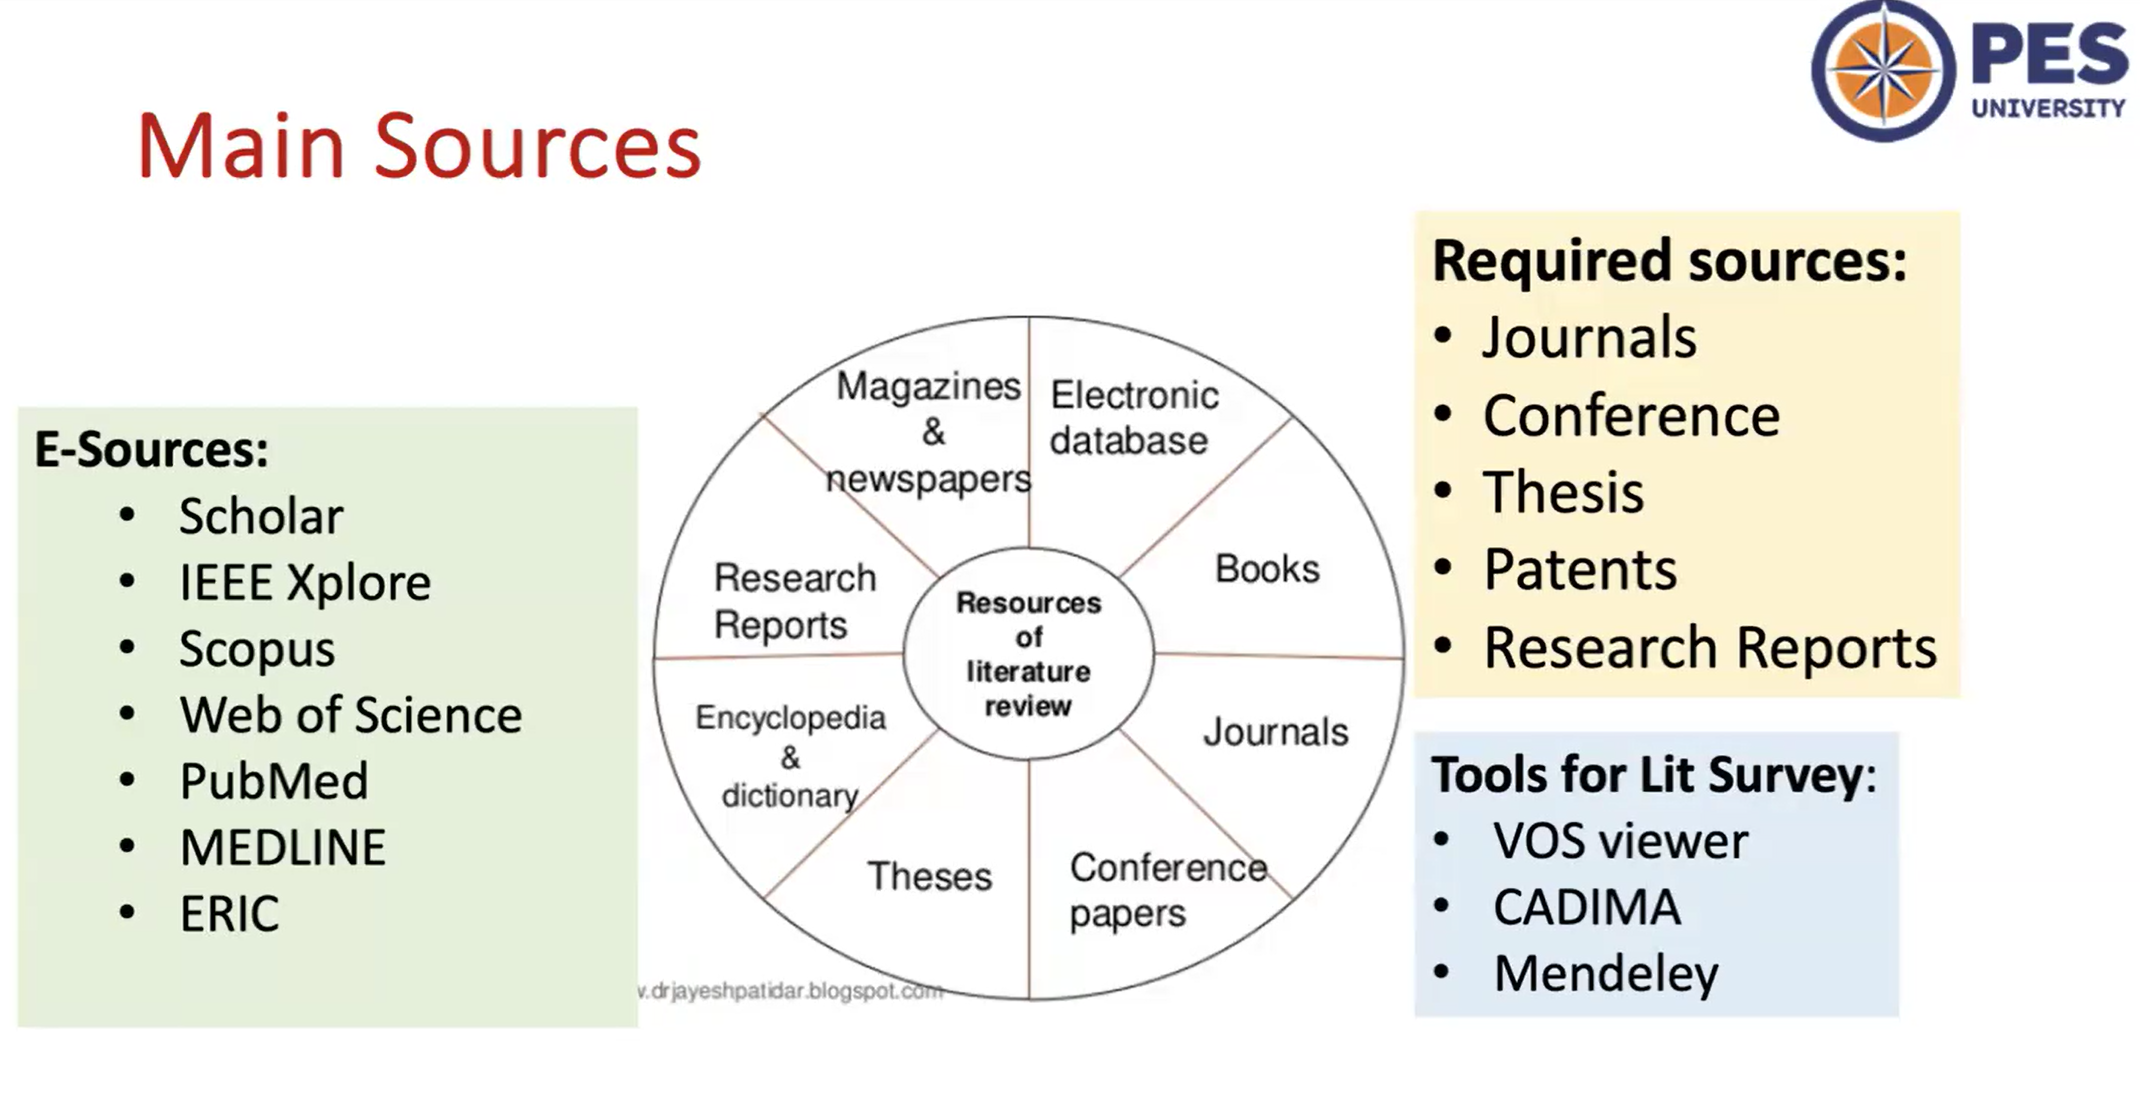 PES
UNIVERSITY
Main Sources
E-Sources:
• Scholar
• IEEE Xplore
• Scopus
• Web of Science
• PubMed
• MEDLINE
• ERIC
Magazines
&
newspapers
Electronic
database
Books
Journals
Conference
papers
Theses
Encyclopedia
&
dictionary
Research
Reports
Resources
of
literature
review
v.drjayeshpatidar.blogspot.com
Required sources:
• Journals
• Conference
• Thesis
• Patents
• Research Reports
Tools for Lit Survey:
• VOS viewer
• CADIMA
• Mendeley